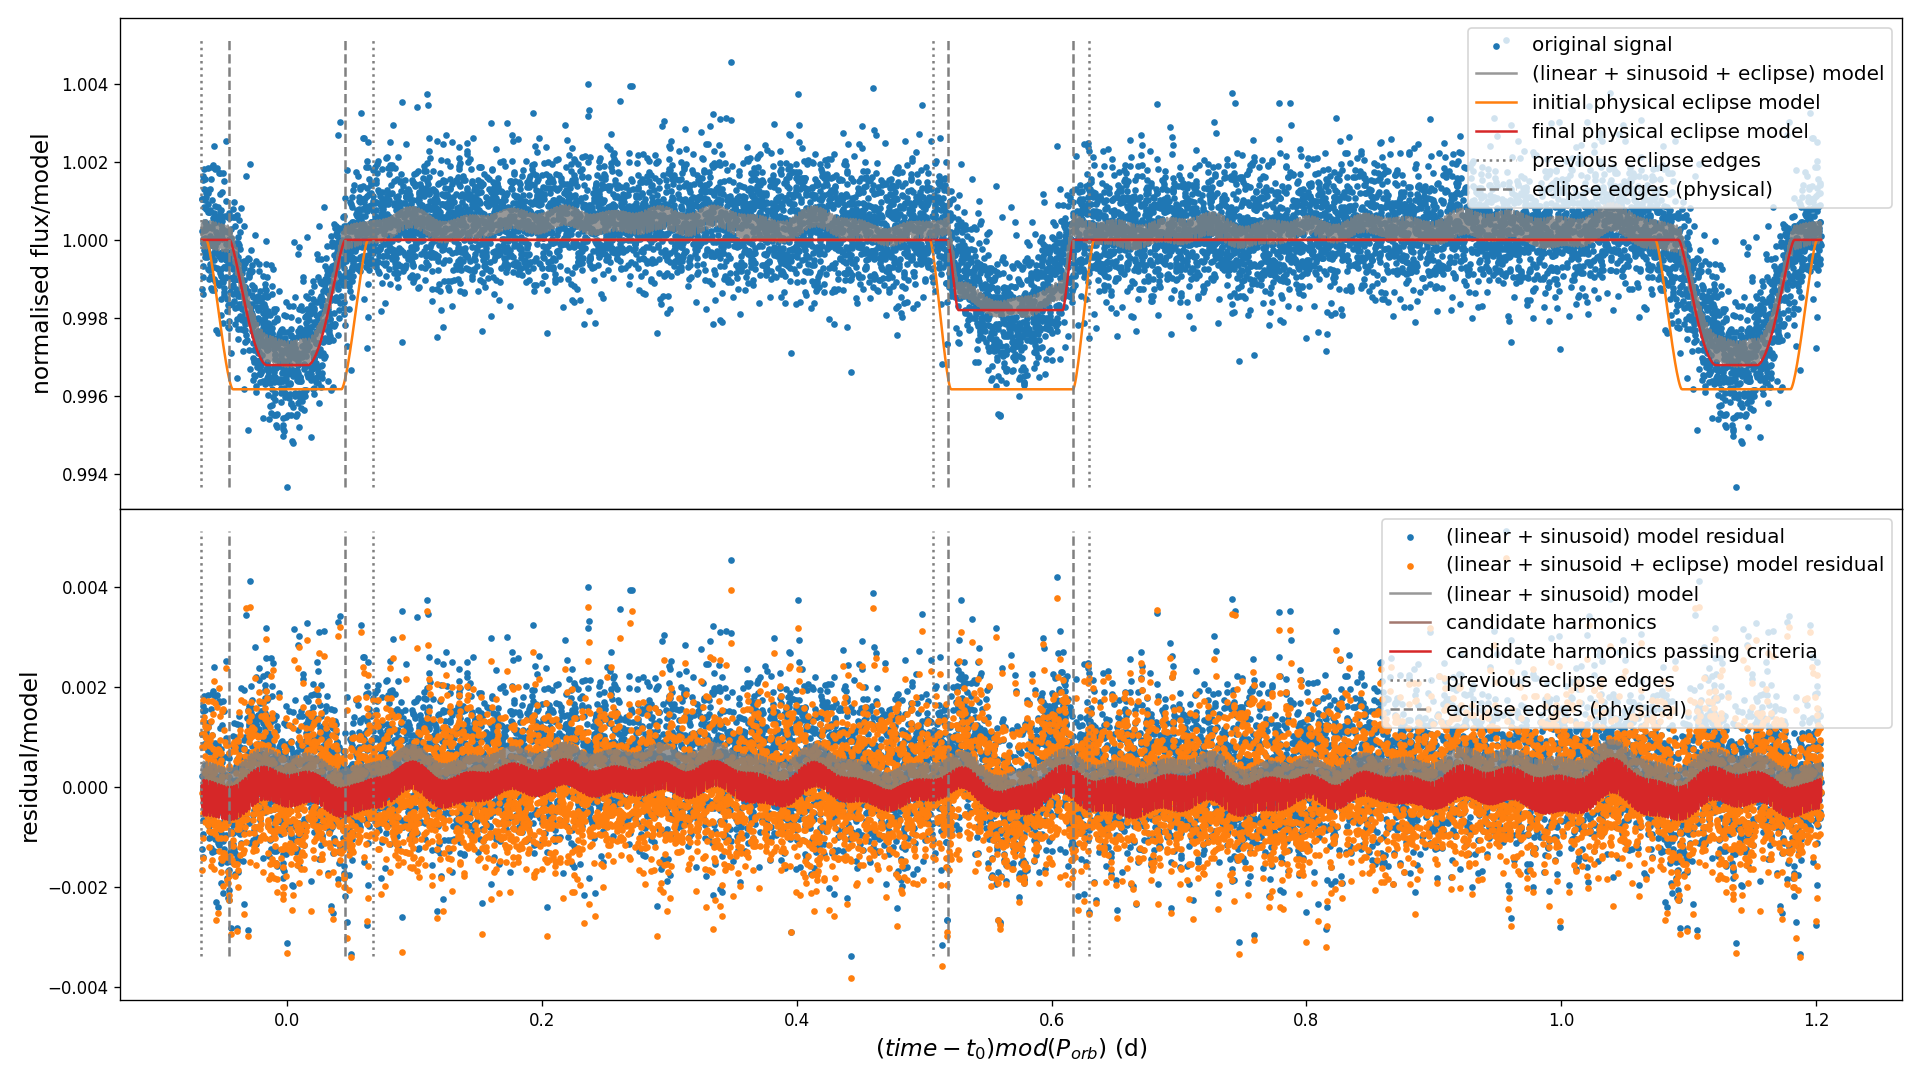 normalised flux/model
1.004
1.002
1.000
0.998
0.996
0.994
original signal
(linear + sinusoid + eclipse) model
initial physical eclipse model
final physical eclipse model
previous eclipse edges
eclipse edges (physical)
residual/model
0.004
0.002
0.000
−0.002
−0.004
(linear + sinusoid) model residual
(linear + sinusoid + eclipse) model residual
(linear + sinusoid) model
candidate harmonics
candidate harmonics passing criteria
previous eclipse edges
eclipse edges (physical)
0.0 0.2 0.4 0.6 0.8 1.0 1.2
(time − t₀)mod(P_orb) (d)